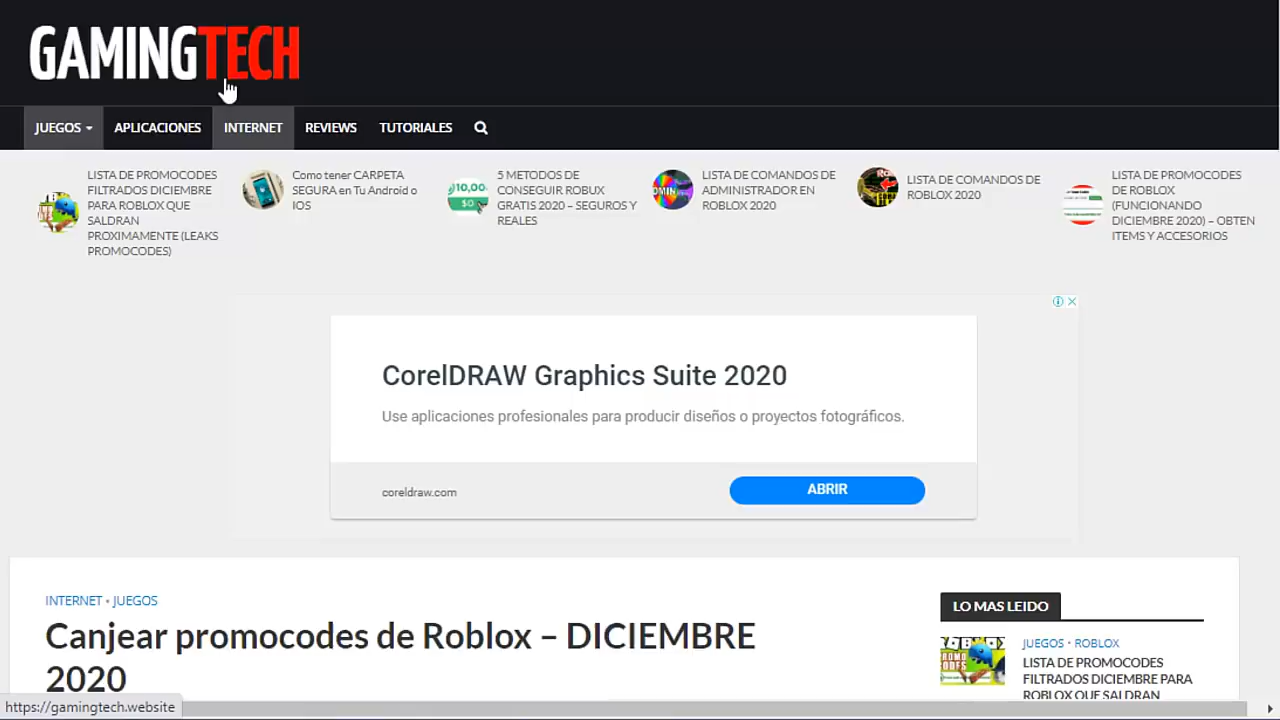 GAMINGTECH
JUEGOS
APLICACIONES
INTERNET
REVIEWS
TUTORIALES
LISTA DE PROMOCODES
FILTRADOS DICIEMBRE
PARA ROBLOX QUE
SALDRAN
PROXIMAMENTE (LEAKS
PROMOCODES)
Como tener CARPETA
SEGURA en Tu Android o
IOS
10,00
$0
5 METODOS DE
CONSEGUIR ROBUX
GRATIS 2020 – SEGUROS Y
REALES
LISTA DE COMANDOS DE
ADMINISTRADOR EN
ROBLOX 2020
LISTA DE COMANDOS DE
ROBLOX 2020
LISTA DE PROMOCODES
DE ROBLOX
(FUNCIONANDO
DICIEMBRE 2020) – OBTEN
ITEMS Y ACCESORIOS
CorelDRAW Graphics Suite 2020
Use aplicaciones profesionales para producir diseños o proyectos fotográficos.
coreldraw.com
ABRIR
INTERNET • JUEGOS
Canjear promocodes de Roblox – DICIEMBRE
2020
LO MAS LEIDO
JUEGOS • ROBLOX
LISTA DE PROMOCODES
FILTRADOS DICIEMBRE PARA
ROBLOX QUE SALDRAN
https://gamingtech.website